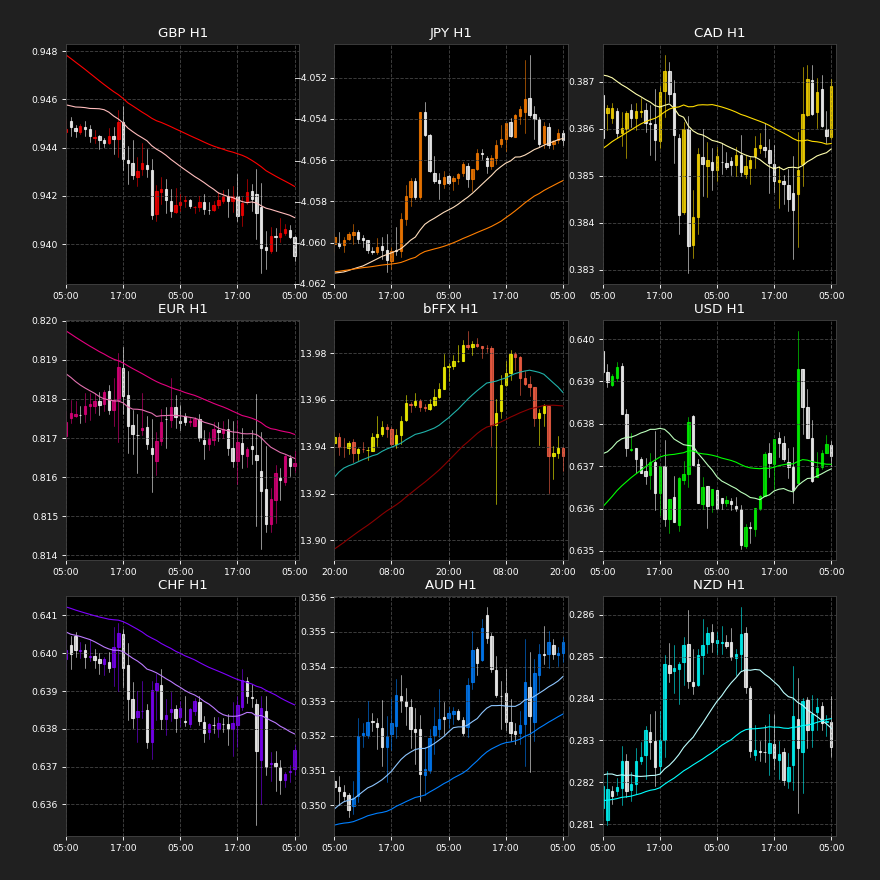 GBP H1
0.948
0.946
0.944
0.942
0.940
05:00 17:00 05:00 17:00 05:00
JPY H1
−4.052
−4.054
−4.056
−4.058
−4.060
−4.062
05:00 17:00 05:00 17:00 05:00
CAD H1
0.387
0.386
0.385
0.384
0.383
05:00 17:00 05:00 17:00 05:00
EUR H1
0.820
0.819
0.818
0.817
0.816
0.815
0.814
05:00 17:00 05:00 17:00 05:00
bFFX H1
13.98
13.96
13.94
13.92
13.90
20:00 08:00 20:00 08:00 20:00
USD H1
0.640
0.639
0.638
0.637
0.636
0.635
05:00 17:00 05:00 17:00 05:00
CHF H1
0.641
0.640
0.639
0.638
0.637
0.636
05:00 17:00 05:00 17:00 05:00
AUD H1
0.356
0.355
0.354
0.353
0.352
0.351
0.350
05:00 17:00 05:00 17:00 05:00
NZD H1
0.286
0.285
0.284
0.283
0.282
0.281
05:00 17:00 05:00 17:00 05:00